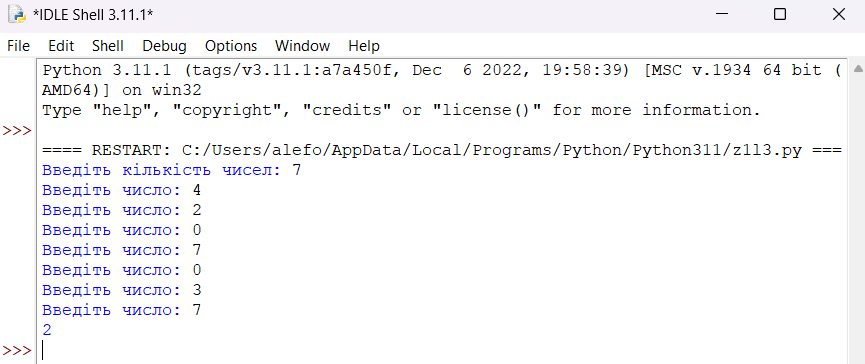 *IDLE Shell 3.11.1*
File Edit Shell Debug Options Window Help
Python 3.11.1 (tags/v3.11.1:a7a450f, Dec  6 2022, 19:58:39) [MSC v.1934 64 bit (
AMD64)] on win32
Type "help", "copyright", "credits" or "license()" for more information.
>>>
==== RESTART: C:/Users/alefo/AppData/Local/Programs/Python/Python311/z1l3.py ===
Введіть кількість чисел: 7
Введіть число: 4
Введіть число: 2
Введіть число: 0
Введіть число: 7
Введіть число: 0
Введіть число: 3
Введіть число: 7
2
>>>